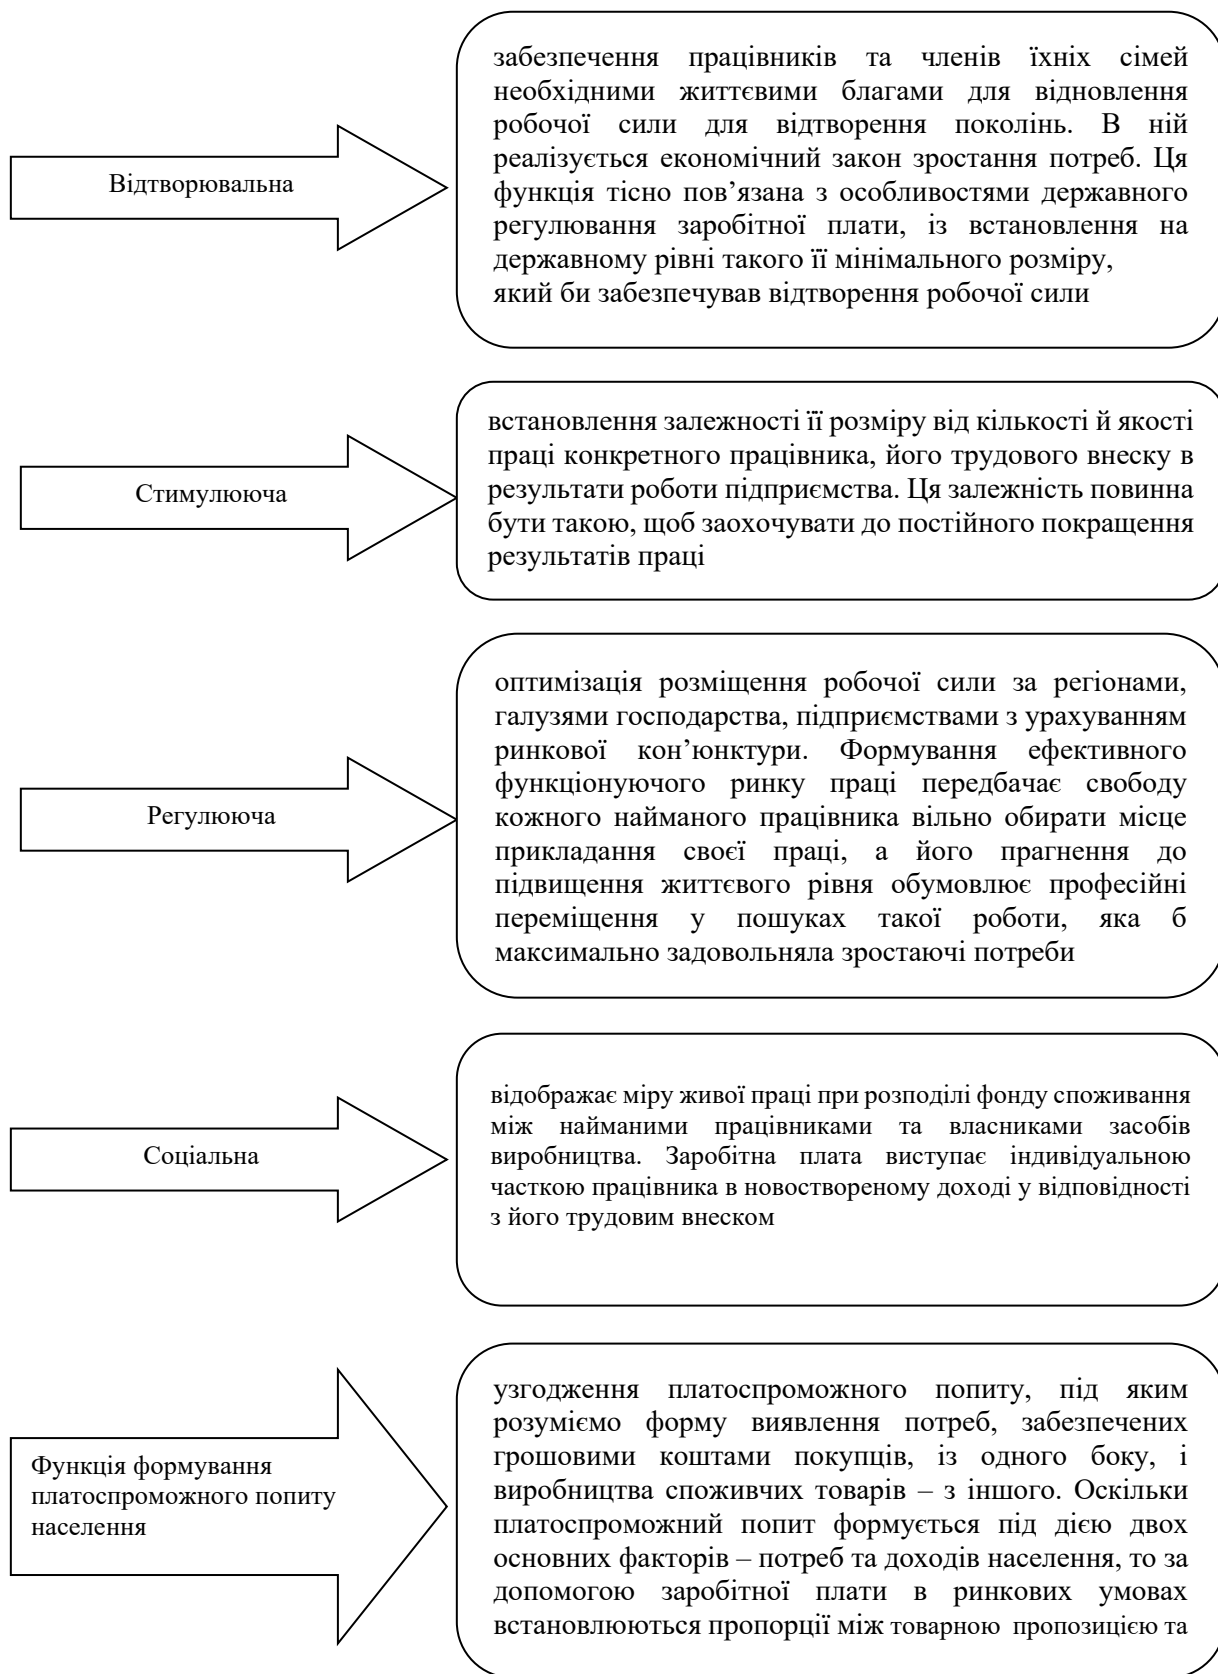 Відтворювальна
забезпечення працівників та членів їхніх сімей
необхідними життєвими благами для відновлення
робочої сили для відтворення поколінь. В ній
реалізується економічний закон зростання потреб. Ця
функція тісно пов’язана з особливостями державного
регулювання заробітної плати, із встановлення на
державному рівні такого її мінімального розміру,
який би забезпечував відтворення робочої сили
Стимулююча
встановлення залежності її розміру від кількості й якості
праці конкретного працівника, його трудового внеску в
результати роботи підприємства. Ця залежність повинна
бути такою, щоб заохочувати до постійного покращення
результатів праці
Регулююча
оптимізація розміщення робочої сили за регіонами,
галузями господарства, підприємствами з урахуванням
ринкової кон’юнктури. Формування ефективного
функціонуючого ринку праці передбачає свободу
кожного найманого працівника вільно обирати місце
прикладання своєї праці, а його прагнення до
підвищення життєвого рівня обумовлює професійні
переміщення у пошуках такої роботи, яка б
максимально задовольняла зростаючі потреби
Соціальна
відображає міру живої праці при розподілі фонду споживання
між найманими працівниками та власниками засобів
виробництва. Заробітна плата виступає індивідуальною
часткою працівника в новоствореному доході у відповідності
з його трудовим внеском
Функція формування
платоспроможного попиту
населення
узгодження платоспроможного попиту, під яким
розуміємо форму виявлення потреб, забезпечених
грошовими коштами покупців, із одного боку, і
виробництва споживчих товарів – з іншого. Оскільки
платоспроможний попит формується під дією двох
основних факторів – потреб та доходів населення, то за
допомогою заробітної плати в ринкових умовах
встановлюються пропорції між товарною пропозицією та